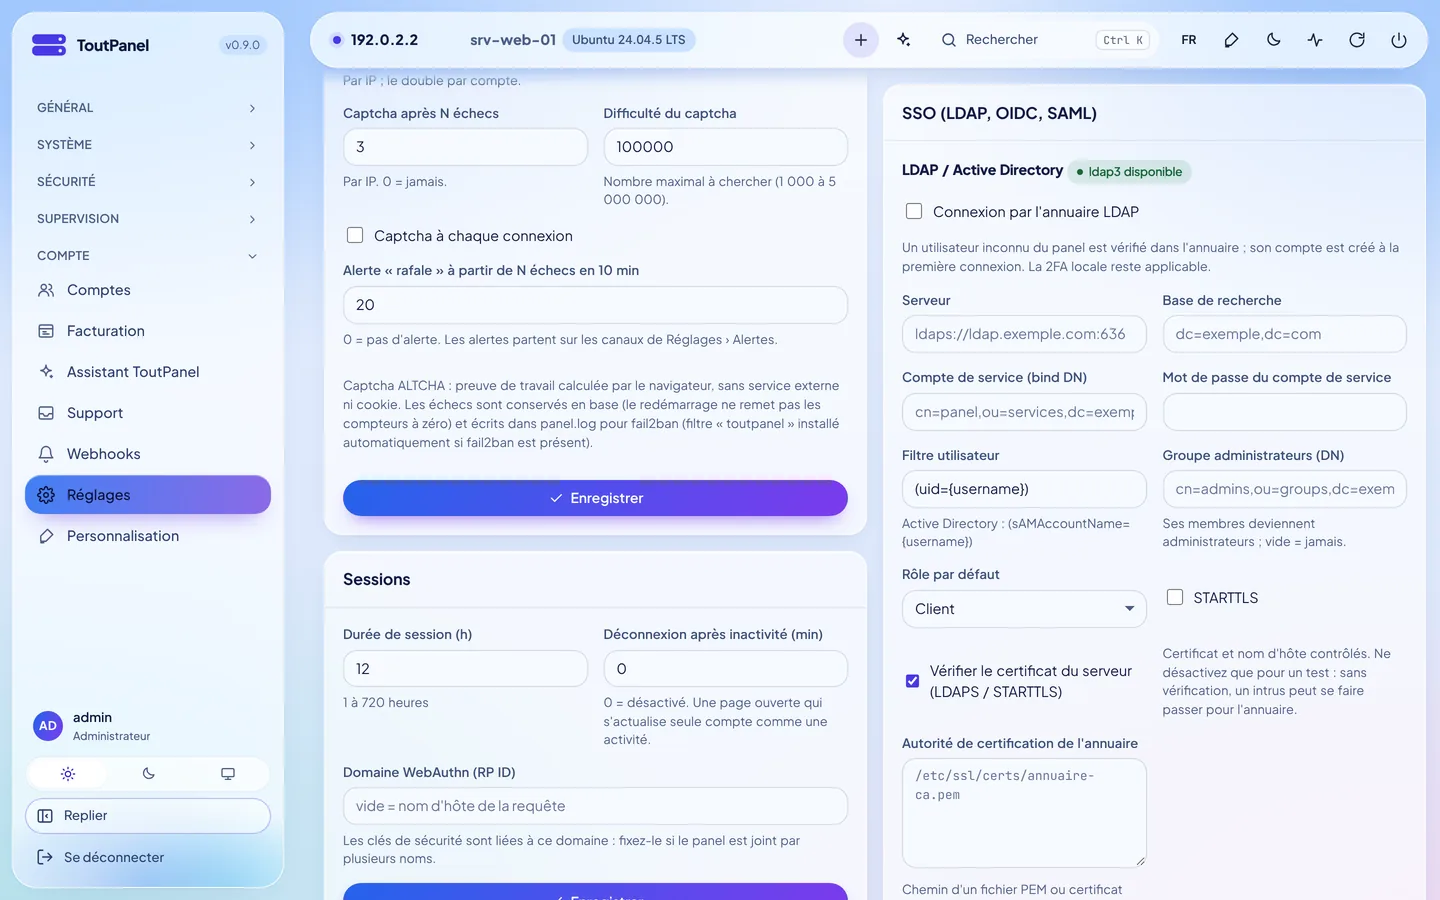 ToutPanel
v0.9.0
GÉNÉRAL
SYSTÈME
SÉCURITÉ
SUPERVISION
COMPTE
Comptes
Facturation
Assistant ToutPanel
Support
Webhooks
Réglages
Personnalisation
AD
admin
Administrateur
Replier
Se déconnecter
192.0.2.2
srv-web-01
Ubuntu 24.04.5 LTS
Rechercher
Ctrl K
FR
Par IP ; le double par compte.
Captcha après N échecs
3
Par IP. 0 = jamais.
Difficulté du captcha
100000
Nombre maximal à chercher (1 000 à 5
000 000).
Captcha à chaque connexion
Alerte « rafale » à partir de N échecs en 10 min
20
0 = pas d'alerte. Les alertes partent sur les canaux de Réglages › Alertes.
Captcha ALTCHA : preuve de travail calculée par le navigateur, sans service externe
ni cookie. Les échecs sont conservés en base (le redémarrage ne remet pas les
compteurs à zéro) et écrits dans panel.log pour fail2ban (filtre « toutpanel » installé
automatiquement si fail2ban est présent).
Enregistrer
Sessions
Durée de session (h)
12
1 à 720 heures
Déconnexion après inactivité (min)
0
0 = désactivé. Une page ouverte qui
s'actualise seule compte comme une
activité.
Domaine WebAuthn (RP ID)
vide = nom d'hôte de la requête
Les clés de sécurité sont liées à ce domaine : fixez-le si le panel est joint par
plusieurs noms.
Enregistrer
SSO (LDAP, OIDC, SAML)
LDAP / Active Directory
ldap3 disponible
Connexion par l'annuaire LDAP
Un utilisateur inconnu du panel est vérifié dans l'annuaire ; son compte est créé à la
première connexion. La 2FA locale reste applicable.
Serveur
ldaps://ldap.exemple.com:636
Base de recherche
dc=exemple,dc=com
Compte de service (bind DN)
cn=panel,ou=services,dc=exemp
Mot de passe du compte de service
Filtre utilisateur
(uid={username})
Active Directory : (sAMAccountName=
{username})
Groupe administrateurs (DN)
cn=admins,ou=groups,dc=exem
Ses membres deviennent
administrateurs ; vide = jamais.
Rôle par défaut
Client
STARTTLS
Vérifier le certificat du serveur
(LDAPS / STARTTLS)
Certificat et nom d'hôte contrôlés. Ne
désactivez que pour un test : sans
vérification, un intrus peut se faire
passer pour l'annuaire.
Autorité de certification de l'annuaire
/etc/ssl/certs/annuaire-
ca.pem
Chemin d'un fichier PEM ou certificat